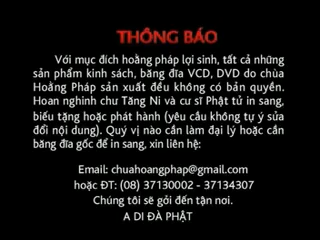 THÔNG BÁO
Với mục đích hoằng pháp lợi sinh, tất cả những
sản phẩm kinh sách, băng đĩa VCD, DVD do chùa
Hoằng Pháp sản xuất đều không có bản quyền.
Hoan nghinh chư Tăng Ni và cư sĩ Phật tử in sang,
biếu tặng hoặc phát hành (yêu cầu không tự ý sửa
đổi nội dung). Quý vị nào cần làm đại lý hoặc cần
băng đĩa gốc để in sang, xin liên hệ:
Email: chuahoangphap@gmail.com
hoặc ĐT: (08) 37130002 - 37134307
Chúng tôi sẽ gởi đến tận nơi.
A DI ĐÀ PHẬT